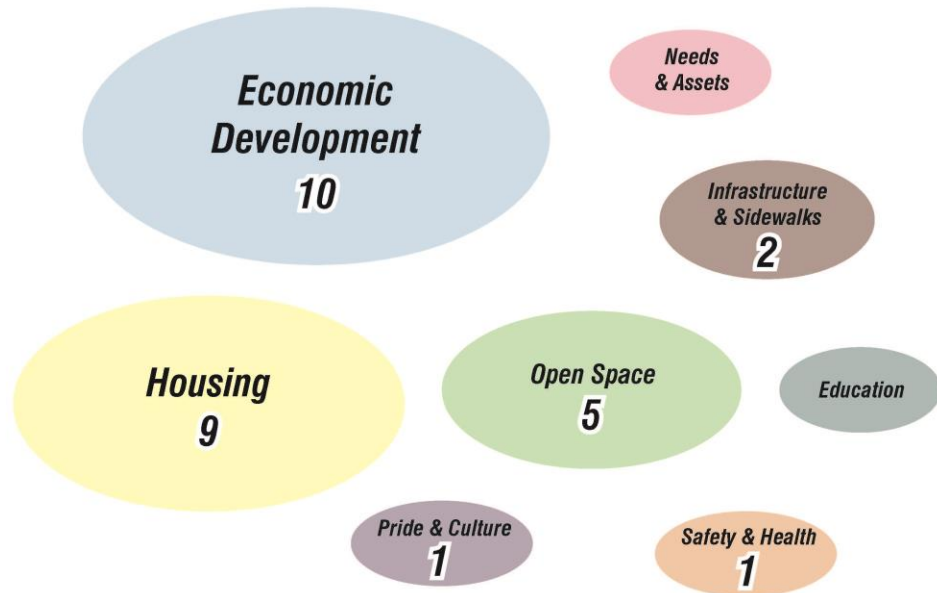 Economic
Development
10
Needs
& Assets
Infrastructure
& Sidewalks
2
Housing
9
Open Space
5
Education
Pride & Culture
1
Safety & Health
1